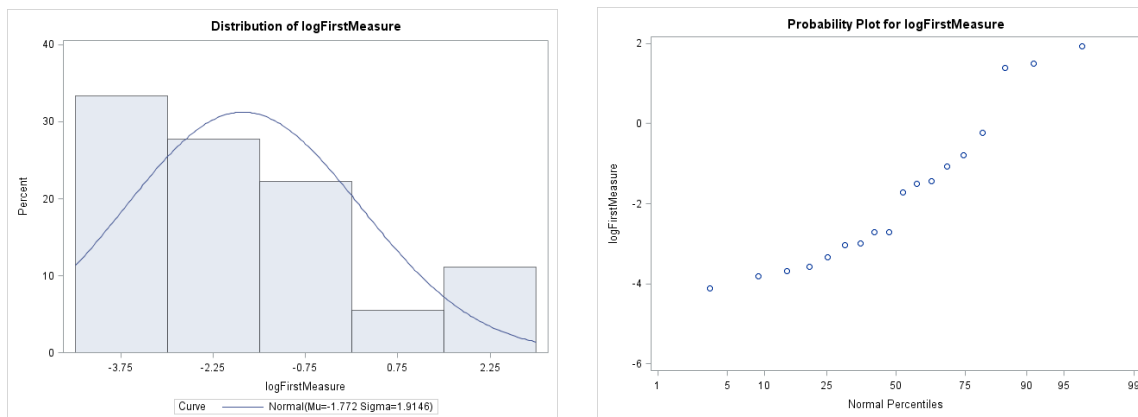 Distribution of logFirstMeasure
40
30
20
10
0
Percent
-3.75 -2.25 -0.75 0.75 2.25
logFirstMeasure
Curve Normal(Mu=-1.772 Sigma=1.9146)
Probability Plot for logFirstMeasure
2
0
-2
-4
-6
logFirstMeasure
1 5 10 25 50 75 90 95 99
Normal Percentiles